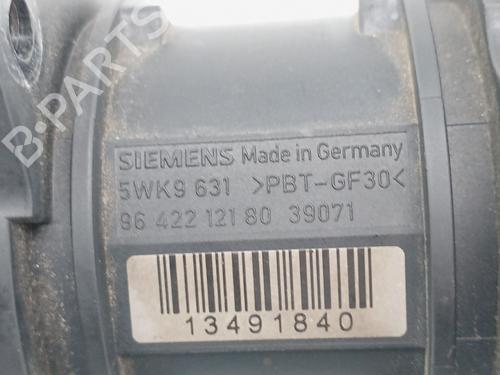 B-PARTS
SIEMENS Made in Germany
5WK9 631 >PBT-GF30<
96 422 121 80 39071
13491840